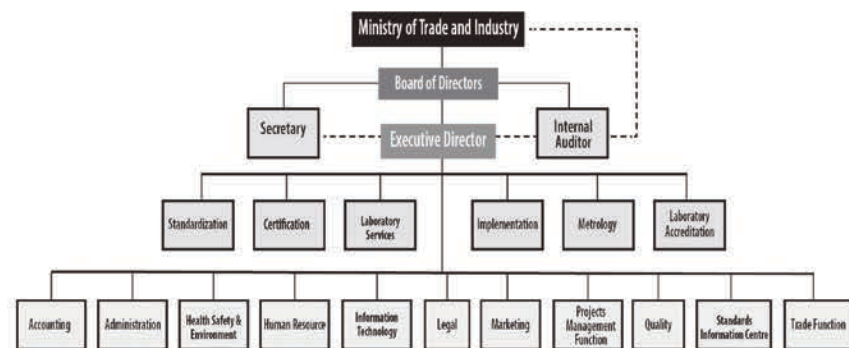 Ministry of Trade and Industry
Board of Directors
Secretary
Executive Director
Internal
Auditor
Standardization
Certification
Laboratory
Services
Implementation
Metrology
Laboratory
Accreditation
Accounting
Administration
Health Safety &
Environment
Human Resource
Information
Technology
Legal
Marketing
Projects
Management
Function
Quality
Standards
Information Centre
Trade Function